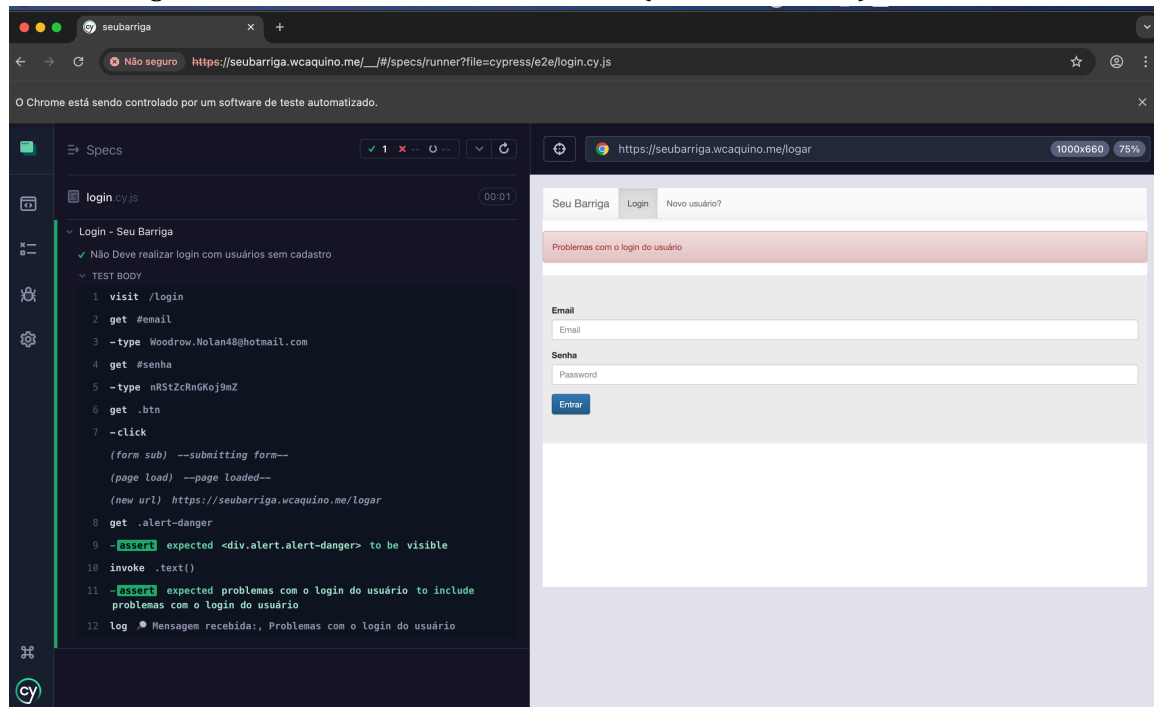 seubarriga
Não seguro https://seubarriga.wcaquino.me/__/#/specs/runner?file=cypress/e2e/login.cy.js
O Chrome está sendo controlado por um software de teste automatizado.
Specs
1 -- --
login.cy.js
00:01
Login - Seu Barriga
Não Deve realizar login com usuários sem cadastro
TEST BODY
1 visit /login
2 get #email
3 -type Woodrow.Nolan48@hotmail.com
4 get #senha
5 -type nRStZcRnGKoj9mZ
6 get .btn
7 -click
(form sub) --submitting form--
(page load) --page loaded--
(new url) https://seubarriga.wcaquino.me/logar
8 get .alert-danger
9 -assert expected <div.alert.alert-danger> to be visible
10 invoke .text()
11 -assert expected problemas com o login do usuário to include
problemas com o login do usuário
12 log 🔎 Mensagem recebida:, Problemas com o login do usuário
cy
https://seubarriga.wcaquino.me/logar
1000x660 75%
Seu Barriga Login Novo usuário?
Problemas com o login do usuário
Email
Email
Senha
Password
Entrar